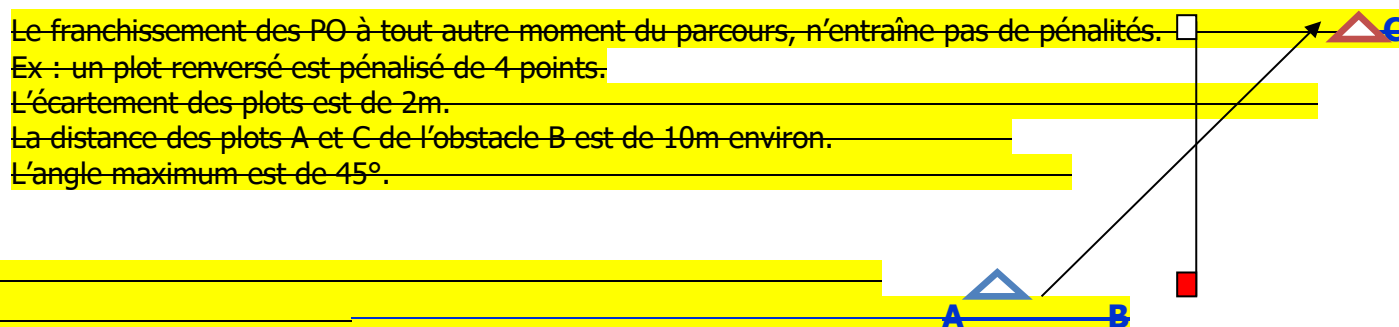 Le franchissement des PO à tout autre moment du parcours, n’entraîne pas de pénalités. C
Ex : un plot renversé est pénalisé de 4 points.
L’écartement des plots est de 2m.
La distance des plots A et C de l’obstacle B est de 10m environ.
L’angle maximum est de 45°.
A B